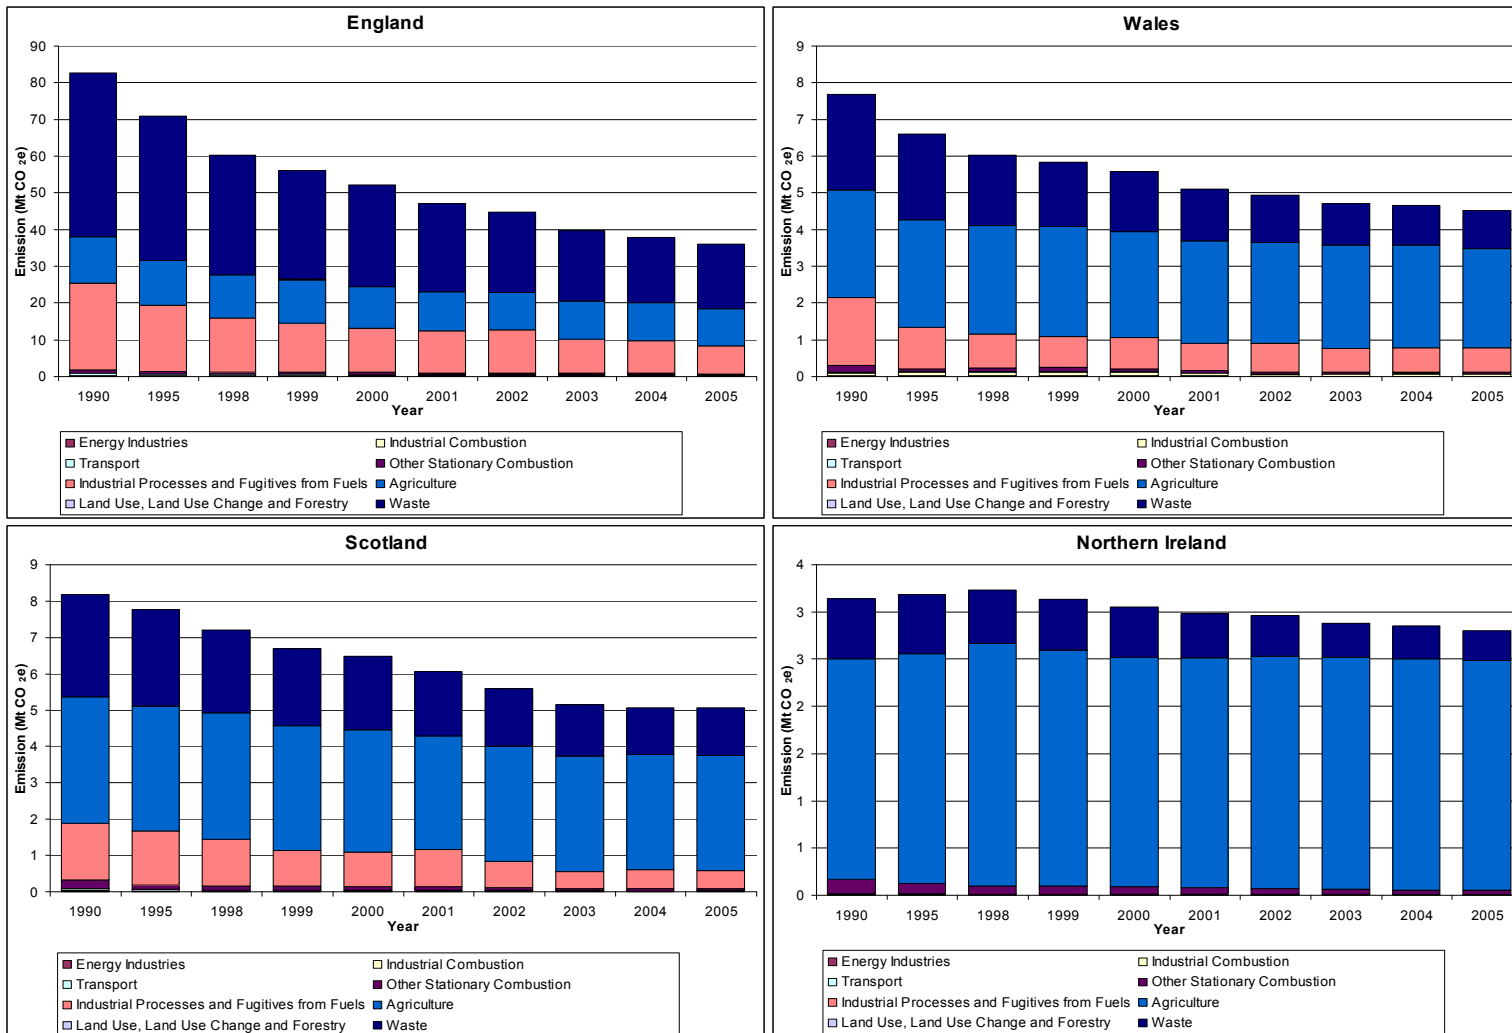 England
90
80
70
60
50
40
30
20
10
0
Emission (Mt CO 2e)
1990 1995 1998 1999 2000 2001 2002 2003 2004 2005
Year
Energy Industries Industrial Combustion
Transport Other Stationary Combustion
Industrial Processes and Fugitives from Fuels Agriculture
Land Use, Land Use Change and Forestry Waste
Wales
9
8
7
6
5
4
3
2
1
0
Emission (Mt CO 2e)
1990 1995 1998 1999 2000 2001 2002 2003 2004 2005
Year
Energy Industries Industrial Combustion
Transport Other Stationary Combustion
Industrial Processes and Fugitives from Fuels Agriculture
Land Use, Land Use Change and Forestry Waste
Scotland
9
8
7
6
5
4
3
2
1
0
Emission (Mt CO 2e)
1990 1995 1998 1999 2000 2001 2002 2003 2004 2005
Year
Energy Industries Industrial Combustion
Transport Other Stationary Combustion
Industrial Processes and Fugitives from Fuels Agriculture
Land Use, Land Use Change and Forestry Waste
Northern Ireland
4
3
3
2
2
1
1
0
Emission (Mt CO 2e)
1990 1995 1998 1999 2000 2001 2002 2003 2004 2005
Year
Energy Industries Industrial Combustion
Transport Other Stationary Combustion
Industrial Processes and Fugitives from Fuels Agriculture
Land Use, Land Use Change and Forestry Waste